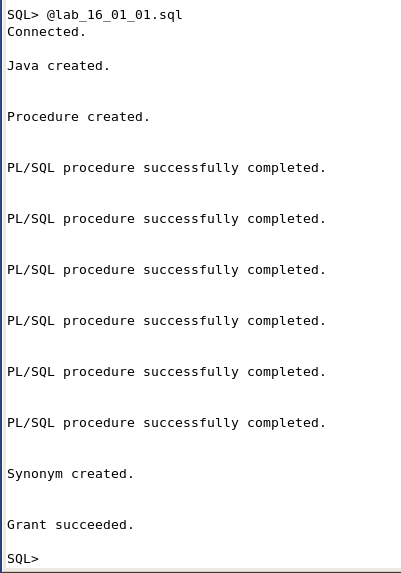 SQL> @lab_16_01_01.sql
Connected.
Java created.
Procedure created.
PL/SQL procedure successfully completed.
PL/SQL procedure successfully completed.
PL/SQL procedure successfully completed.
PL/SQL procedure successfully completed.
PL/SQL procedure successfully completed.
PL/SQL procedure successfully completed.
Synonym created.
Grant succeeded.
SQL>